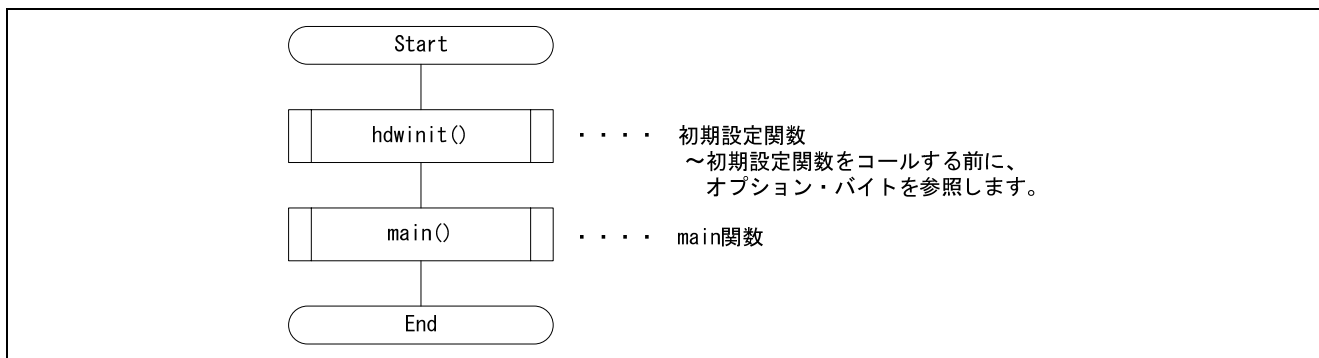 Start
hdwinit() ・・・・ 初期設定関数
～初期設定関数をコールする前に、
オプション・バイトを参照します。
main() ・・・・ main関数
End